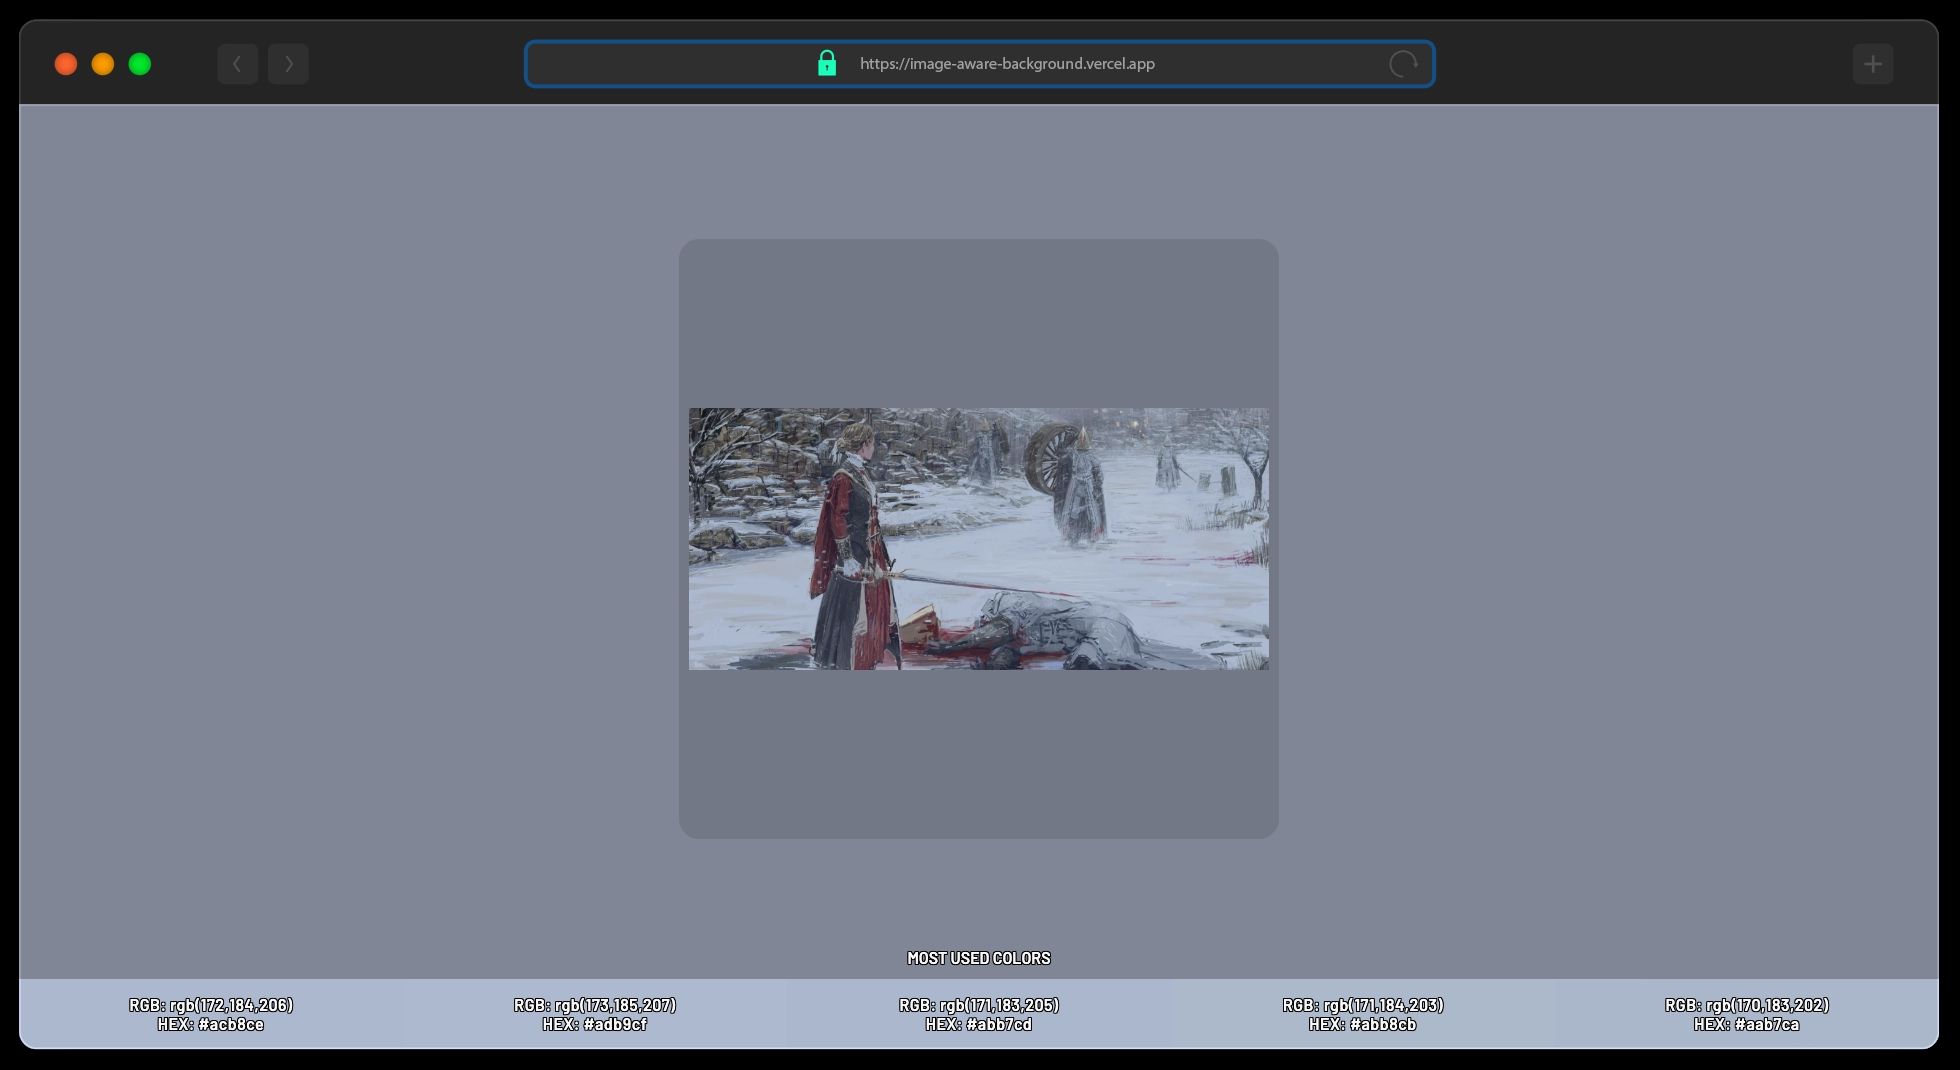 https://image-aware-background.vercel.app
MOST USED COLORS
RGB: rgb(172,184,206)
HEX: #acb8ce
RGB: rgb(173,185,207)
HEX: #adb9cf
RGB: rgb(171,183,205)
HEX: #abb7cd
RGB: rgb(171,184,203)
HEX: #abb8cb
RGB: rgb(170,183,202)
HEX: #aab7ca